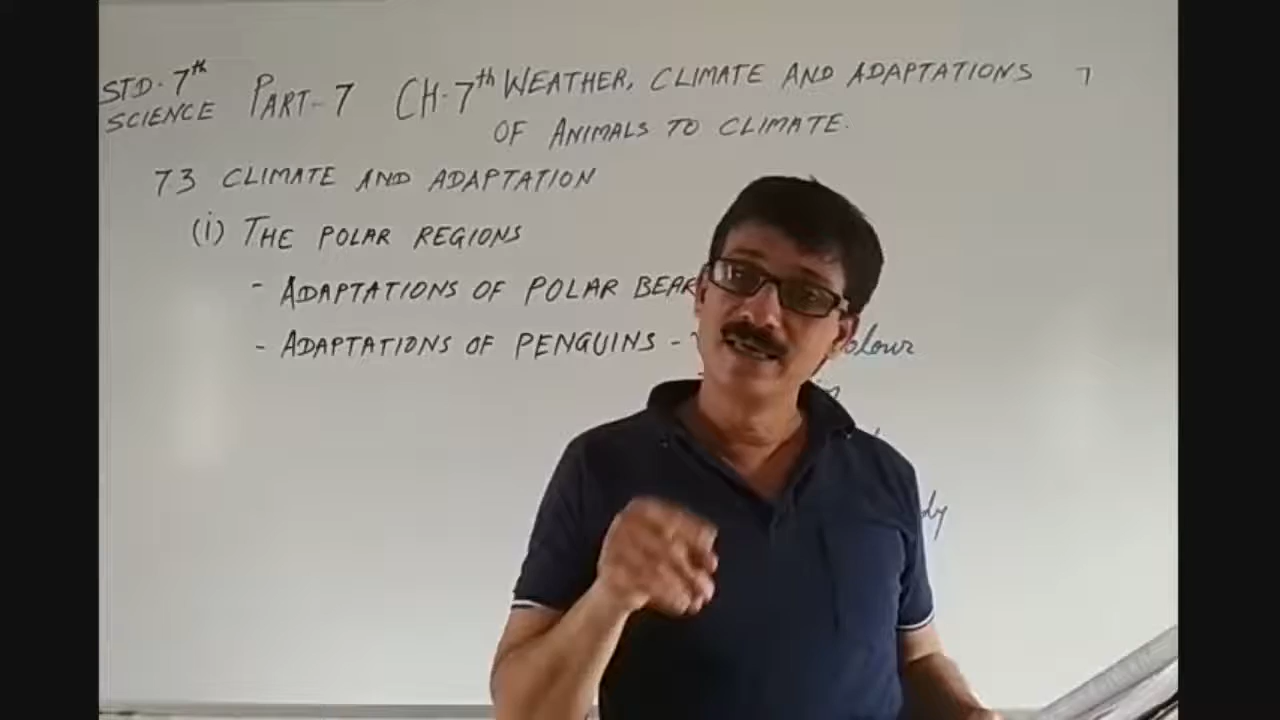 STD. 7th SCIENCE
PART-7
CH. 7th WEATHER, CLIMATE AND ADAPTATIONS OF ANIMALS TO CLIMATE.
7
73 CLIMATE AND ADAPTATION
(i) THE POLAR REGIONS
- ADAPTATIONS OF POLAR BEAR
- ADAPTATIONS OF PENGUINS -